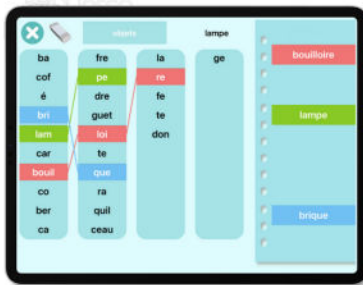 lampe
ba
cof
é
bri
lam
car
bouil
co
ber
ca
fre
pe
dre
guet
loi
te
que
ra
quil
ceau
la
re
fe
te
don
ge
bouilloire
lampe
brique